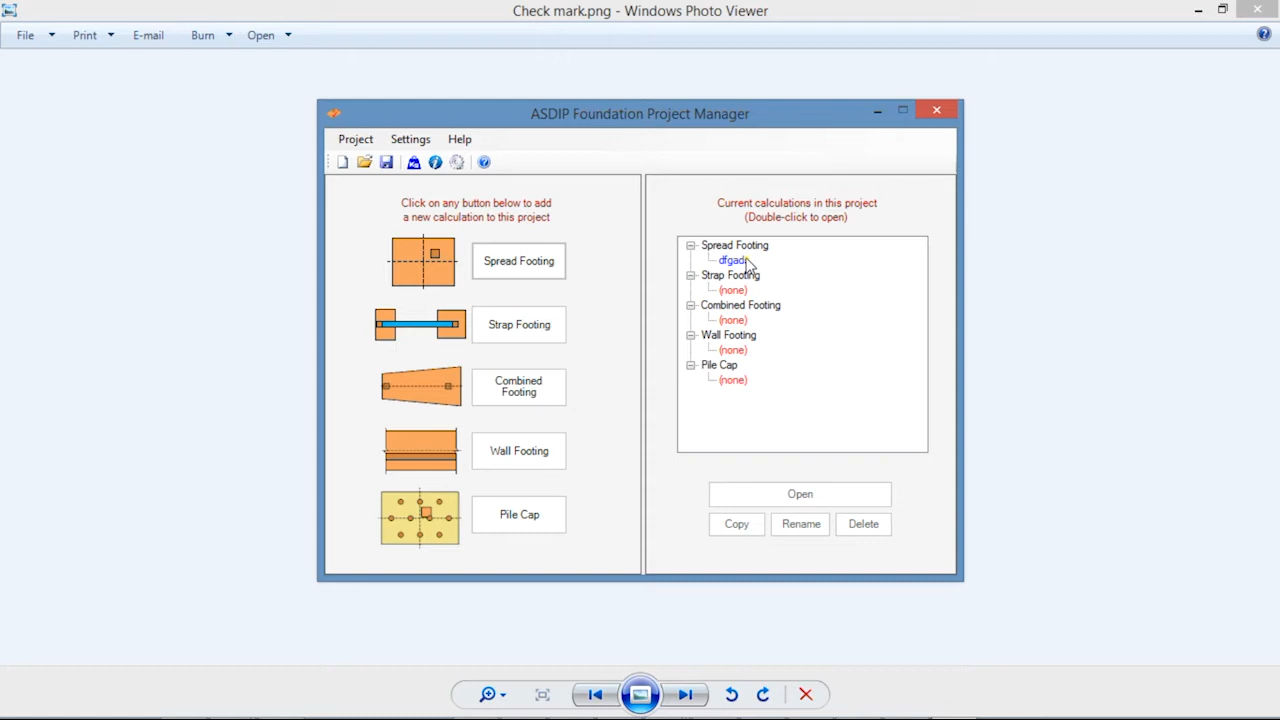 Check mark.png - Windows Photo Viewer
File Print E-mail Burn Open
ASDIP Foundation Project Manager
Project Settings Help
Click on any button below to add
a new calculation to this project
Spread Footing
Strap Footing
Combined
Footing
Wall Footing
Pile Cap
Current calculations in this project
(Double-click to open)
Spread Footing
Strap Footing
(none)
Combined Footing
(none)
Wall Footing
(none)
Pile Cap
(none)
Open
Copy Rename Delete